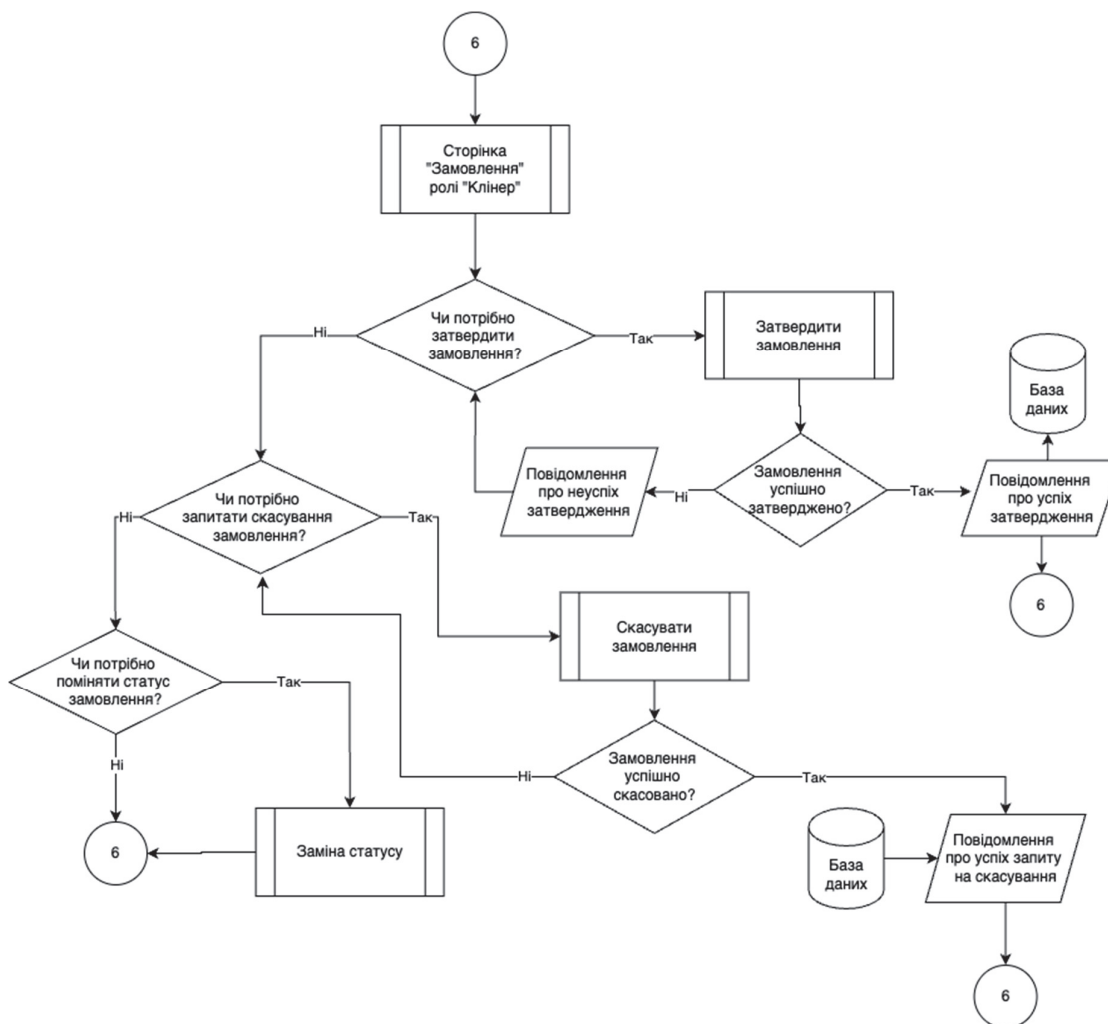 6
Сторінка
"Замовлення"
ролі "Клінер"
Чи потрібно
затвердити
замовлення?
Ні
Так
Затвердити
замовлення
База
даних
Повідомлення
про неуспіх
затвердження
Ні
Замовлення
успішно
затверджено?
Так
Повідомлення
про успіх
затвердження
6
Чи потрібно
запитати скасування
замовлення?
Ні
Так
Скасувати
замовлення
Чи потрібно
поміняти статус
замовлення?
Так
Ні
Замовлення
успішно
скасовано?
Ні
Так
6
Заміна статусу
База
даних
Повідомлення
про успіх запиту
на скасування
6